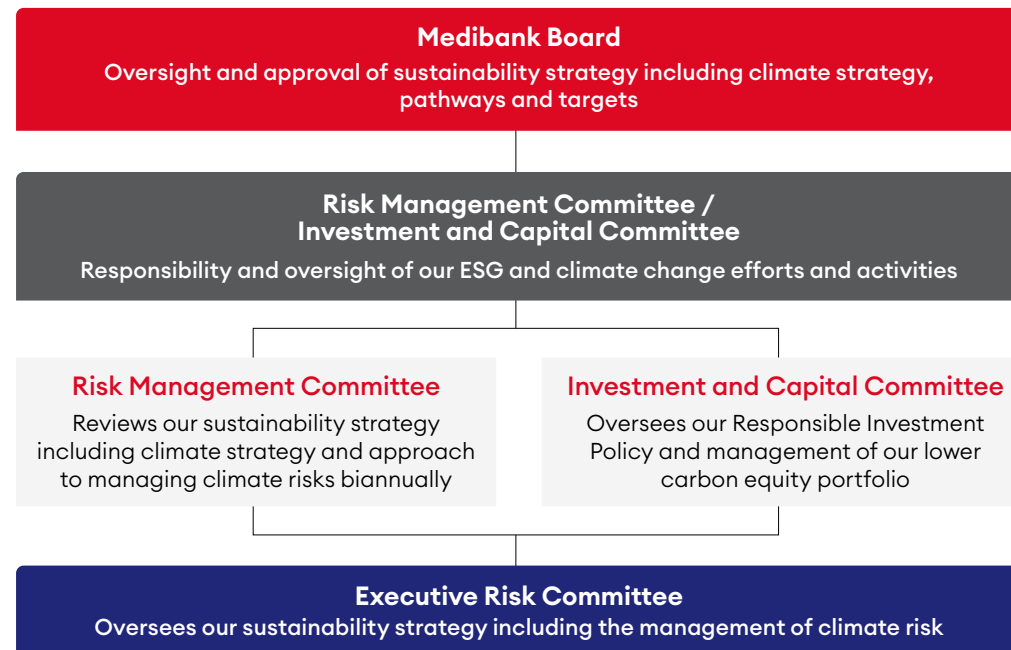 Medibank Board
Oversight and approval of sustainability strategy including climate strategy,
pathways and targets
Risk Management Committee /
Investment and Capital Committee
Responsibility and oversight of our ESG and climate change efforts and activities
Risk Management Committee
Reviews our sustainability strategy
including climate strategy and approach
to managing climate risks biannually
Investment and Capital Committee
Oversees our Responsible Investment
Policy and management of our lower
carbon equity portfolio
Executive Risk Committee
Oversees our sustainability strategy including the management of climate risk